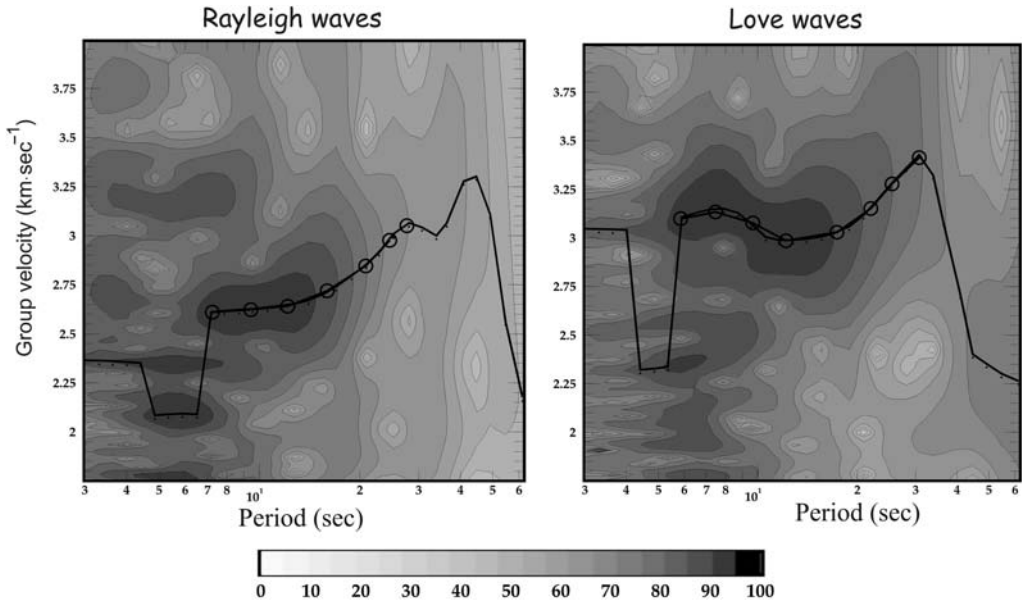 Rayleigh waves
Love waves
Group velocity (km·sec⁻¹)
3.75
3.5
3.25
3
2.75
2.5
2.25
2
3 4 5 6 7 8 10¹ 2 3 4 5 6
Period (sec)
3.75
3.5
3.25
3
2.75
2.5
2.25
2
3 4 5 6 7 8 10¹ 2 3 4 5 6
Period (sec)
0 10 20 30 40 50 60 70 80 90 100